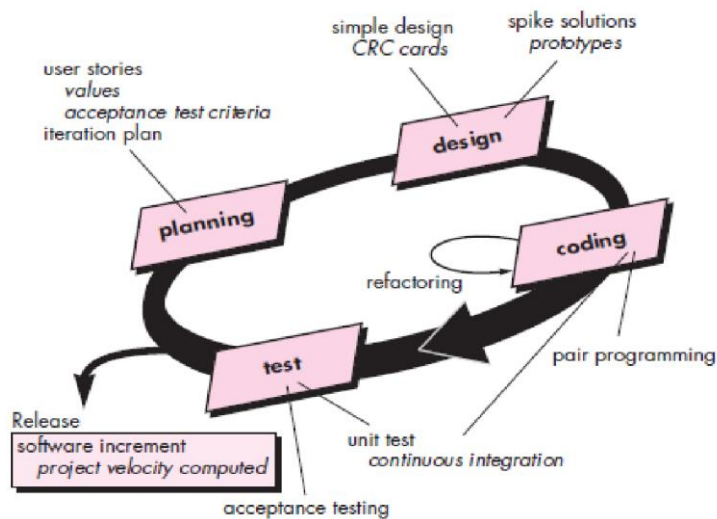 simple design
CRC cards
spike solutions
prototypes
user stories
values
acceptance test criteria
iteration plan
design
planning
coding
refactoring
test
pair programming
Release
software increment
project velocity computed
unit test
continuous integration
acceptance testing